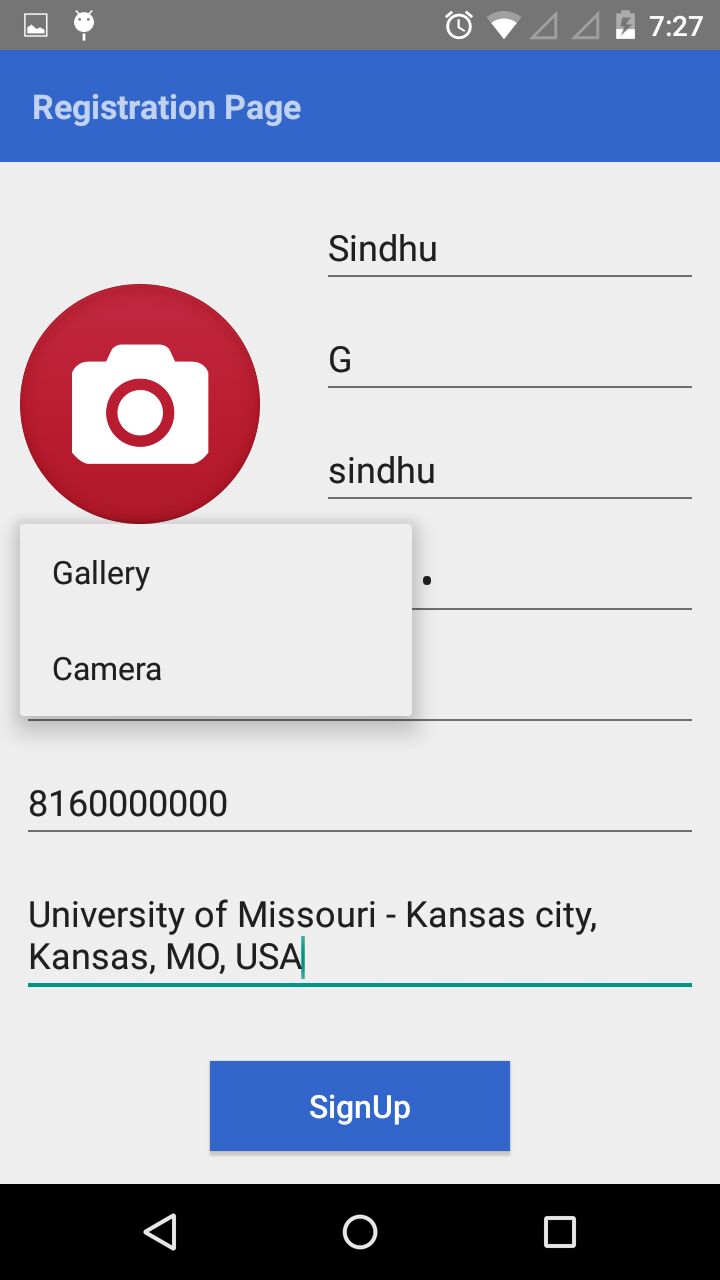 7:27
Registration Page
Sindhu
G
sindhu
Gallery
Camera
8160000000
University of Missouri - Kansas city,
Kansas, MO, USA
SignUp